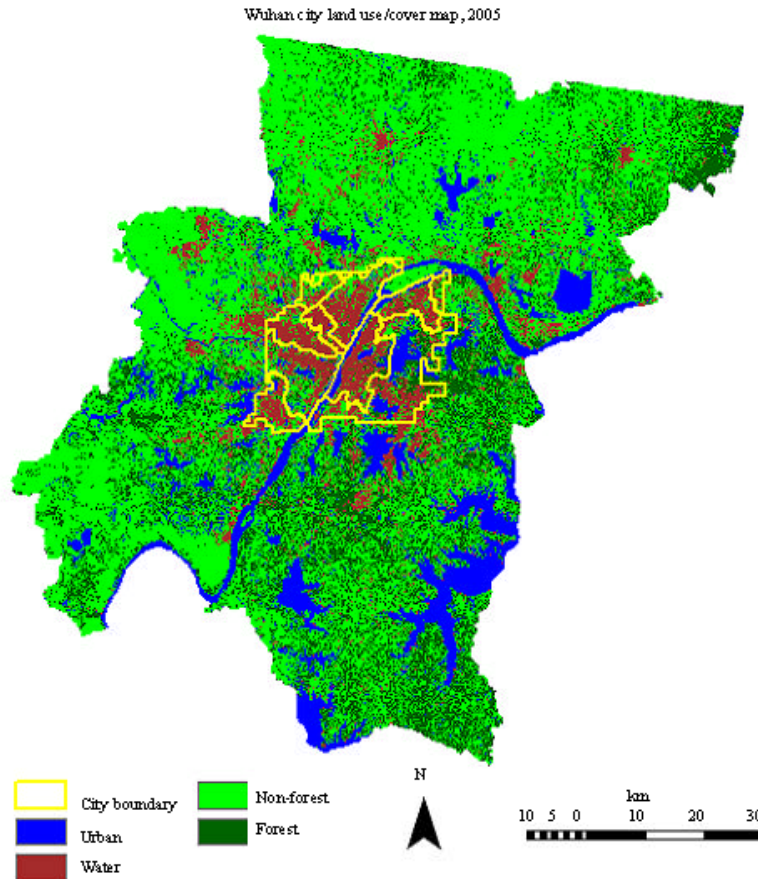 Wuhan city land use/cover map, 2005
City boundary
Urban
Water
Non-forest
Forest
N
km
10 5 0 10 20 30